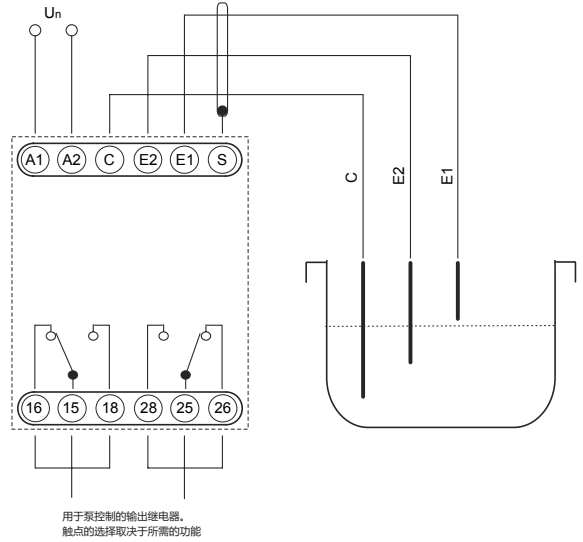 Un
A1 A2 C E2 E1 S
C E2 E1
16 15 18 28 25 26
用于泵控制的输出继电器。
触点的选择取决于所需的功能